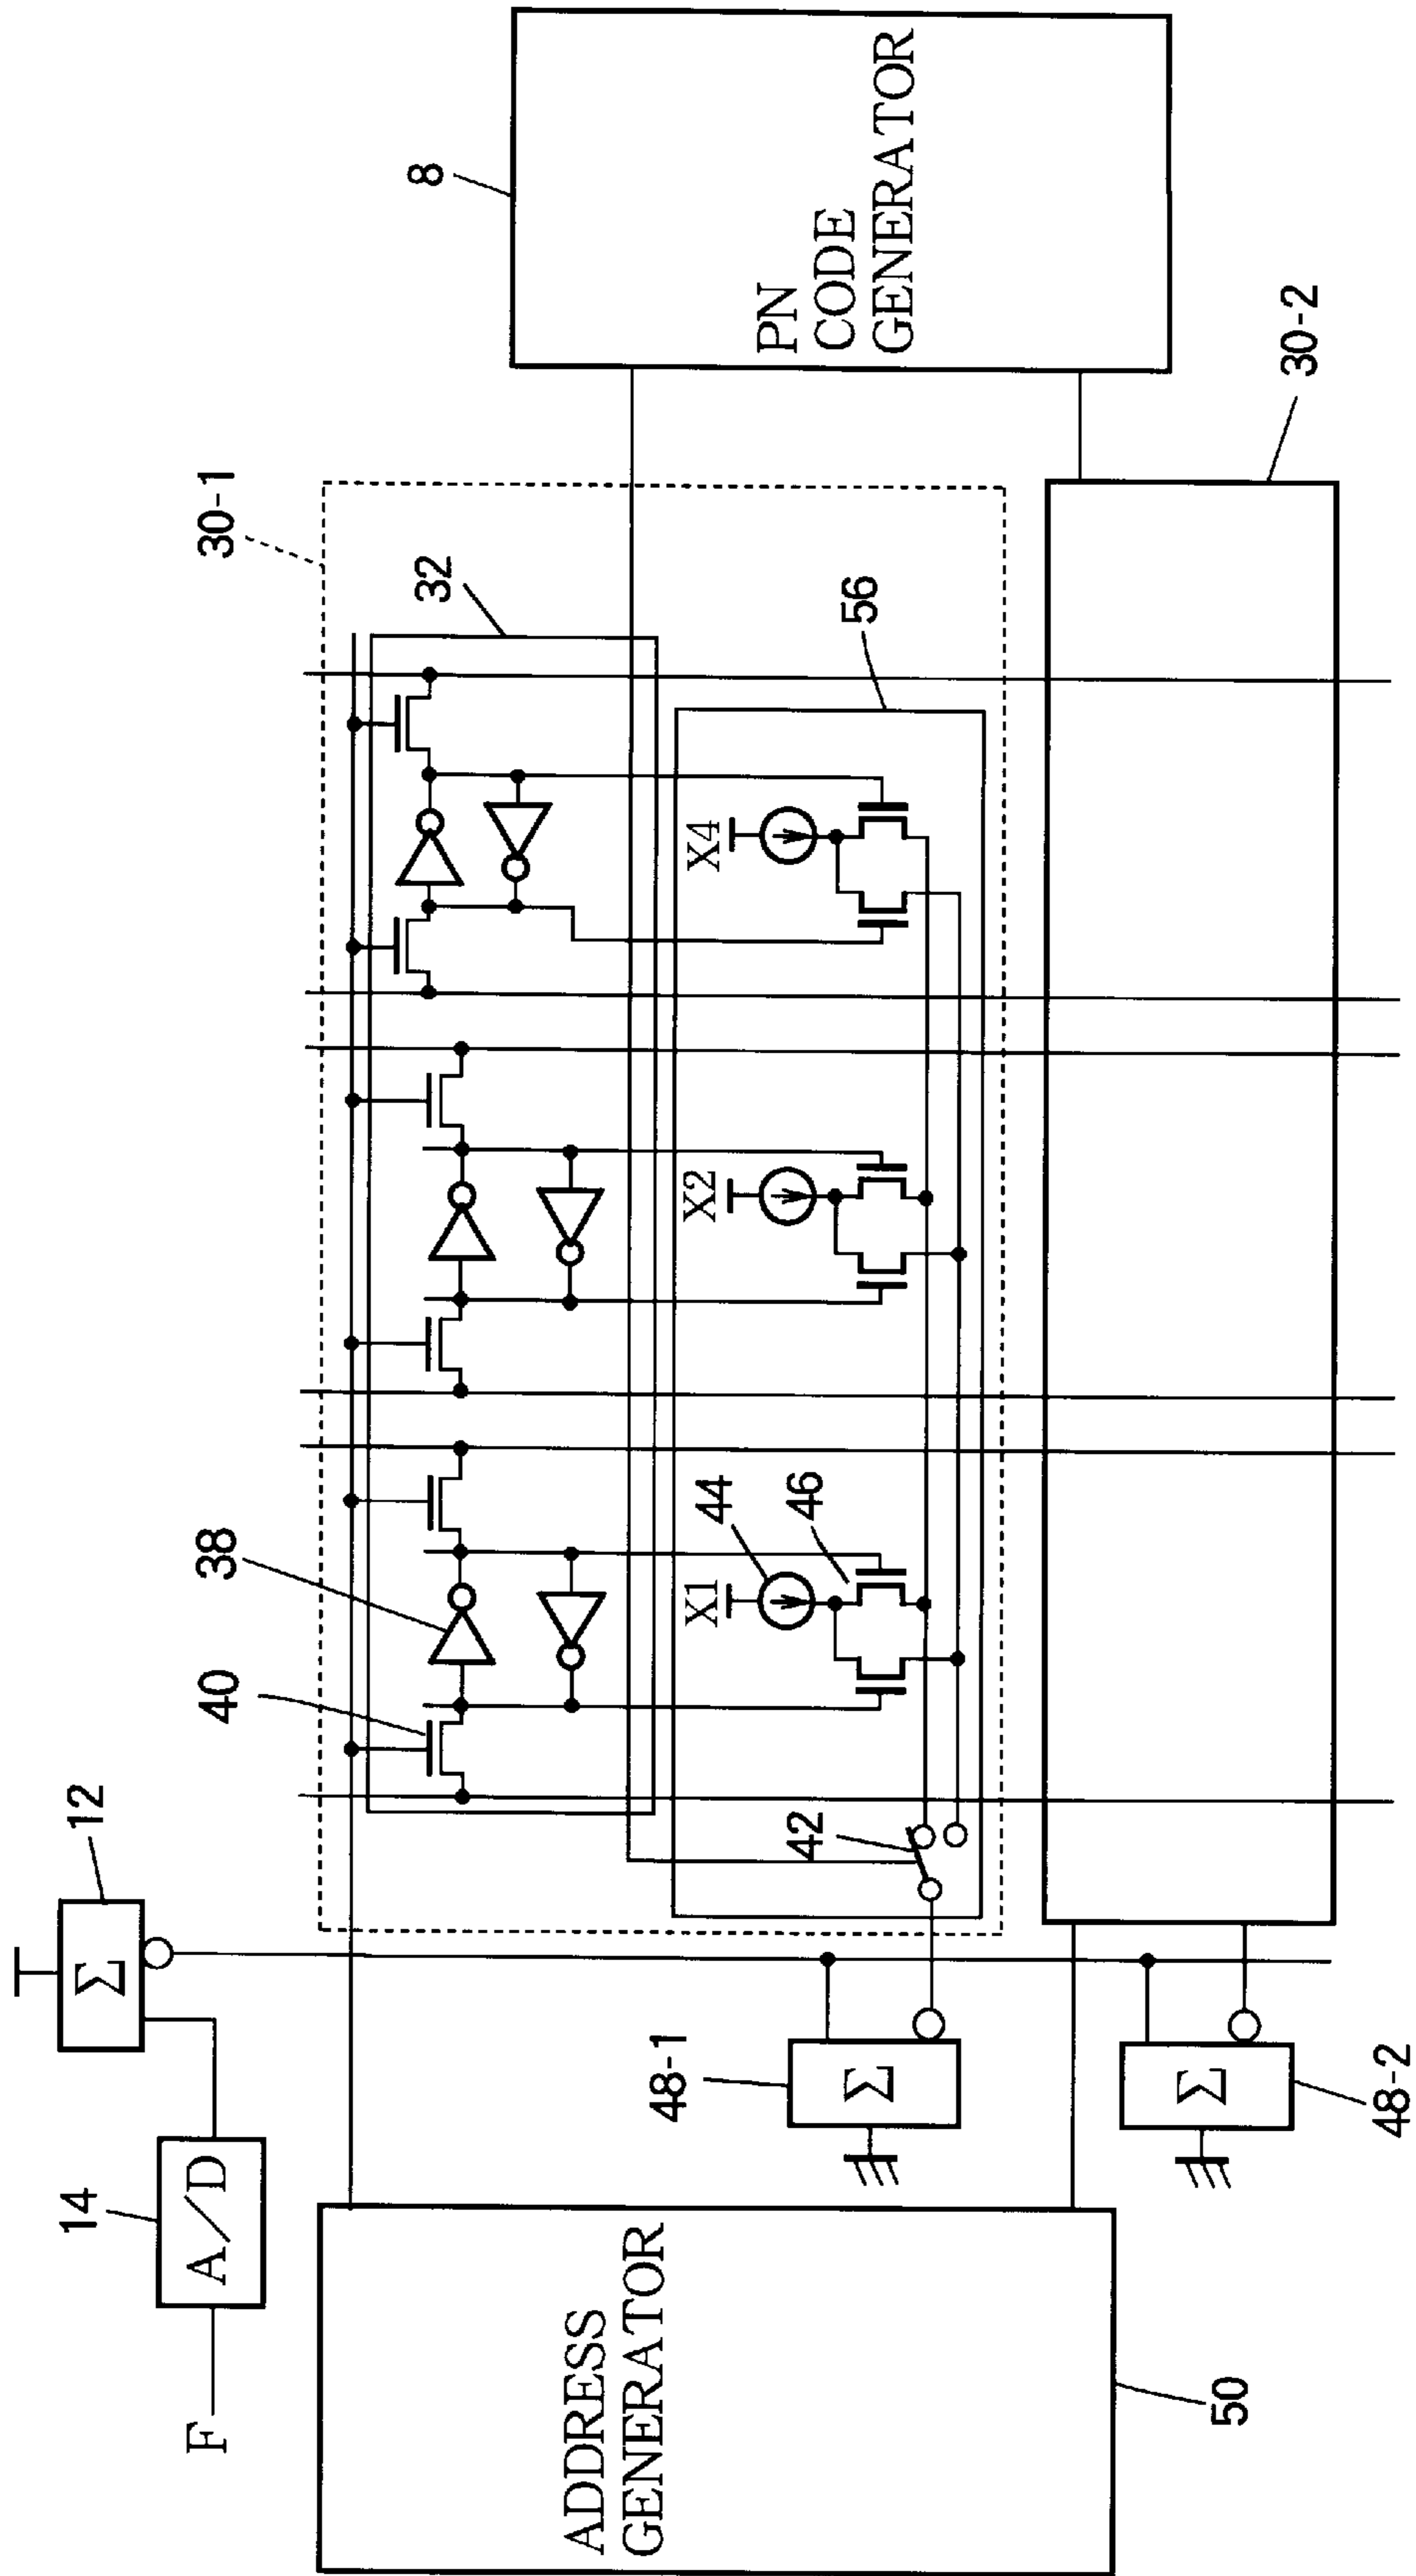 F
A/D
14
Σ
12
ADDRESS
GENERATOR
50
40
38
30-1
32
8
PN
CODE
GENERATOR
X1
44
46
X2
X4
56
42
48-1
Σ
Σ
48-2
30-2